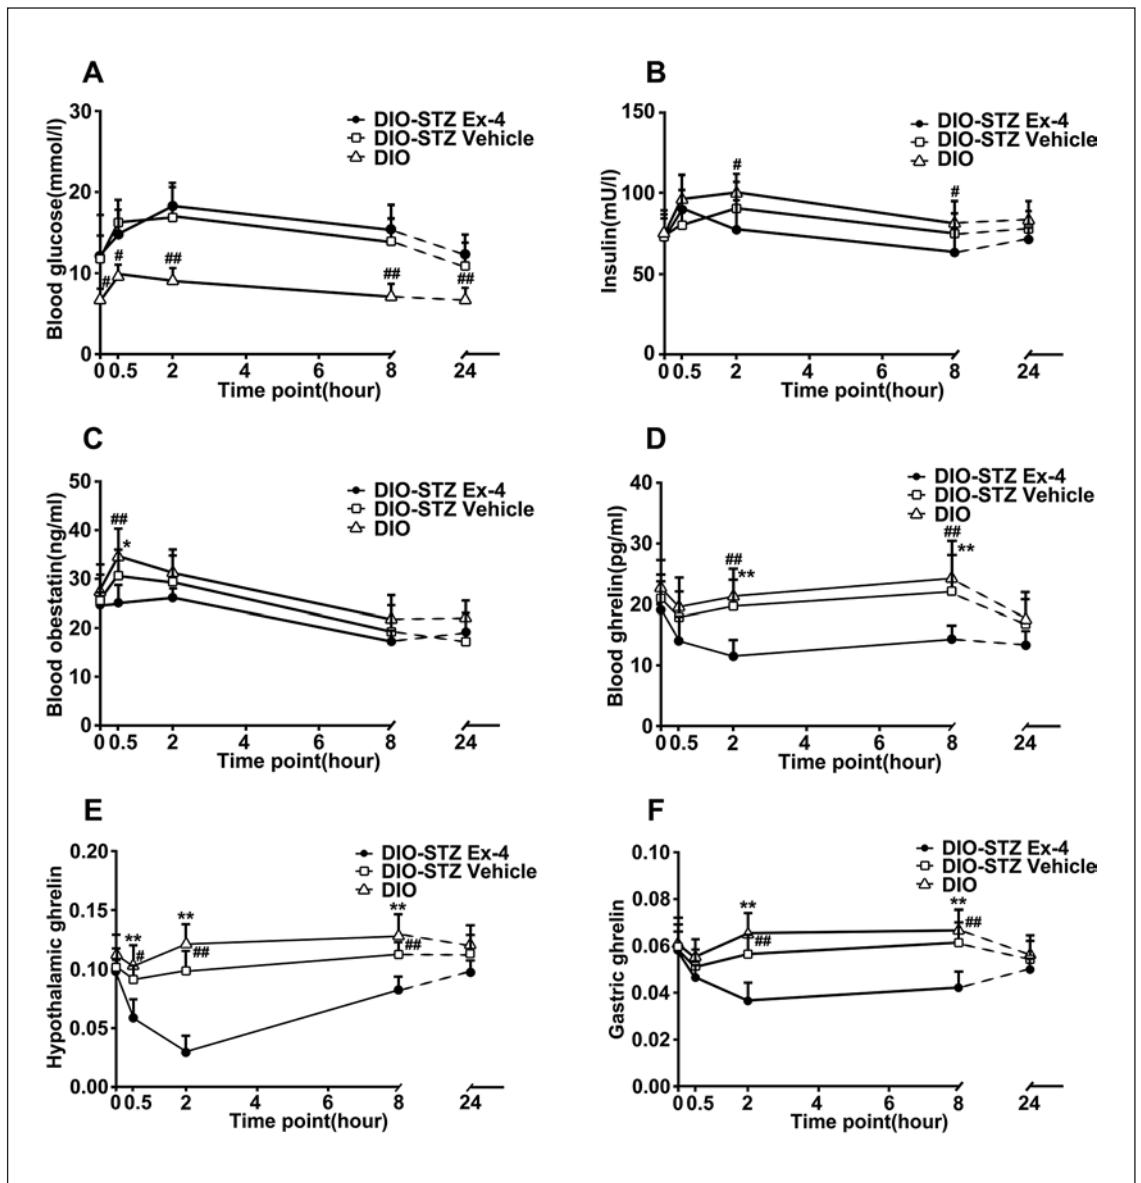 A
DIO-STZ Ex-4
DIO-STZ Vehicle
DIO
Blood glucose(mmol/l)
30
20
10
0
#
#
##
##
##
0 0.5 2 4 6 8 24
Time point(hour)
B
DIO-STZ Ex-4
DIO-STZ Vehicle
DIO
Insulin(mU/l)
150
100
50
0
#
#
0 0.5 2 4 6 8 24
Time point(hour)
C
DIO-STZ Ex-4
DIO-STZ Vehicle
DIO
Blood obestatin(ng/ml)
50
40
30
20
10
0
##
*
0 0.5 2 4 6 8 24
Time point(hour)
D
DIO-STZ Ex-4
DIO-STZ Vehicle
DIO
Blood ghrelin(pg/ml)
40
30
20
10
0
##
**
##
**
0 0.5 2 4 6 8 24
Time point(hour)
E
DIO-STZ Ex-4
DIO-STZ Vehicle
DIO
Hypothalamic ghrelin
0.20
0.15
0.10
0.05
0.00
**
#
**
##
**
##
0 0.5 2 4 6 8 24
Time point(hour)
F
DIO-STZ Ex-4
DIO-STZ Vehicle
DIO
Gastric ghrelin
0.10
0.08
0.06
0.04
0.02
0.00
**
##
**
##
0 0.5 2 4 6 8 24
Time point(hour)